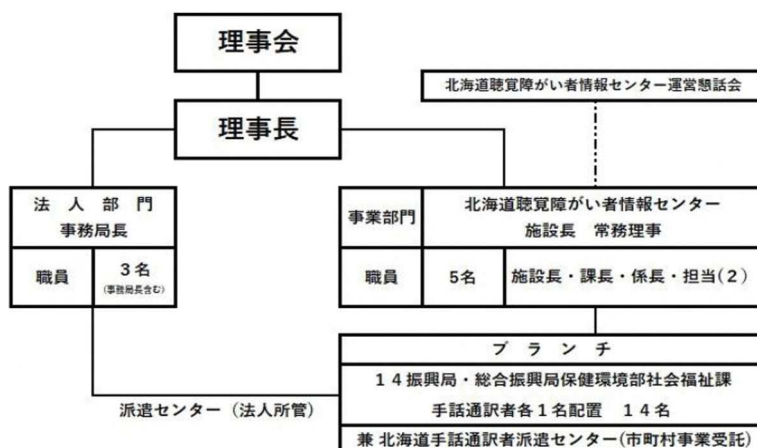 理事会
北海道聴覚障がい者情報センター運営懇話会
理事長
法人部門
事務局長
職員
3名
(事務局長含む)
事業部門
北海道聴覚障がい者情報センター
施設長 常務理事
職員
5名
施設長・課長・係長・担当(2)
ブランチ
14振興局・総合振興局保健環境部社会福祉課
手話通訳者各1名配置 14名
派遣センター(法人所管)
兼 北海道手話通訳者派遣センター(市町村事業受託)